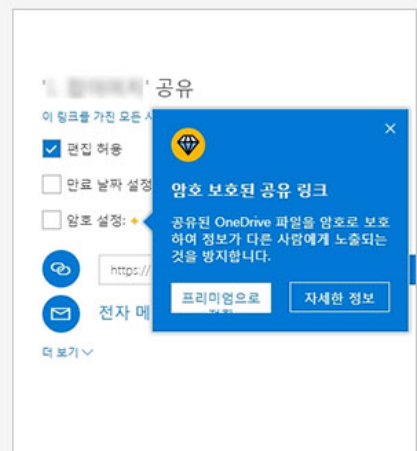 ' ' 공유
이 링크를 가진 모든
편집 허용
만료 날짜 설정
암호 설정:
암호 보호된 공유 링크
공유된 OneDrive 파일을 암호로 보호
하여 정보가 다른 사람에게 노출되는
것을 방지합니다.
프리미엄으로
자세한 정보
https://
전자 메
더 보기